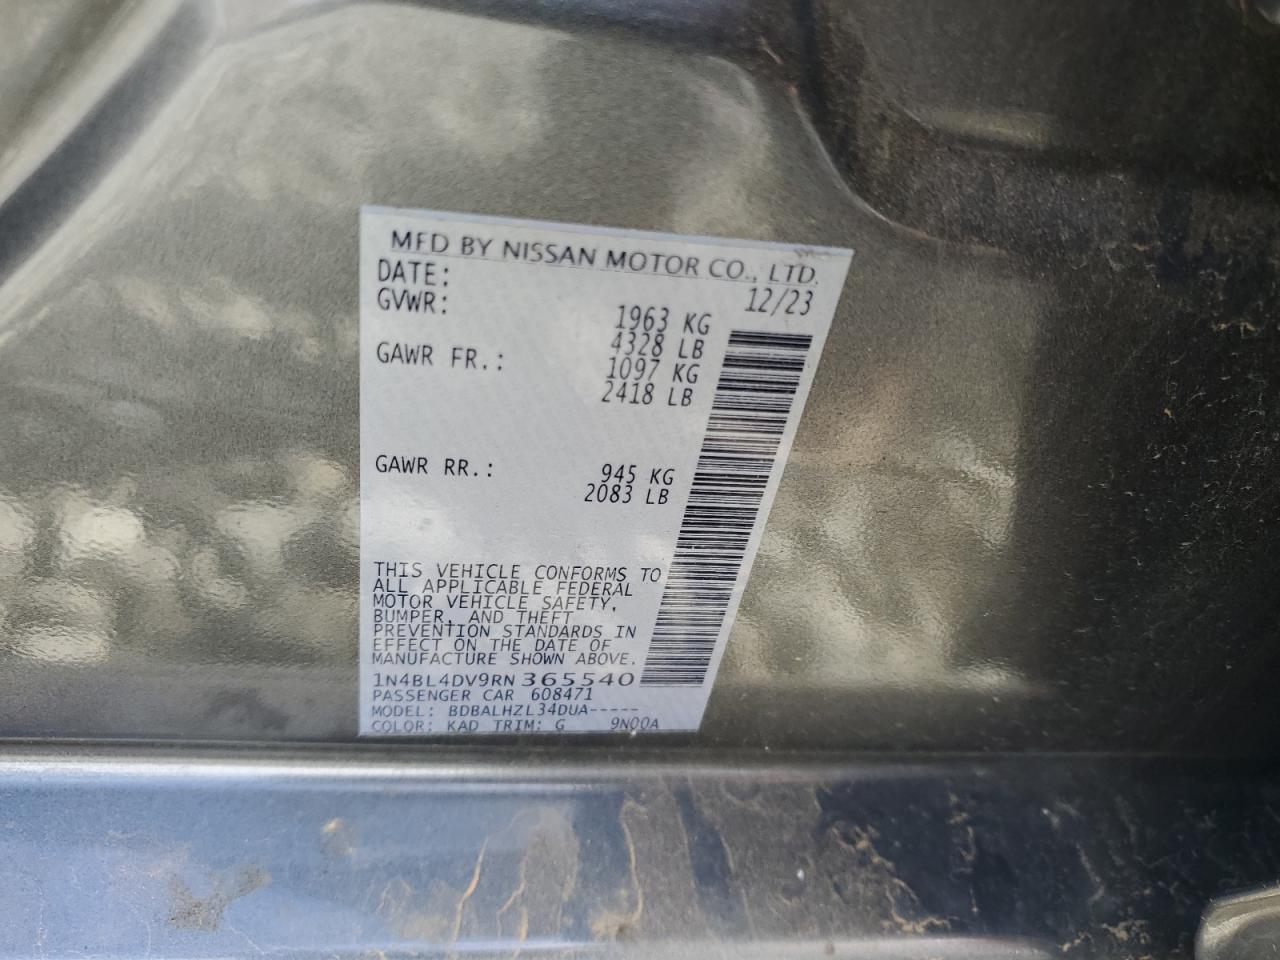 MFD BY NISSAN MOTOR CO., LTD.
DATE: 12/23
GVWR: 1963 KG
4328 LB
GAWR FR.: 1097 KG
2418 LB
GAWR RR.: 945 KG
2083 LB
THIS VEHICLE CONFORMS TO
ALL APPLICABLE FEDERAL
MOTOR VEHICLE SAFETY,
BUMPER, AND THEFT
PREVENTION STANDARDS IN
EFFECT ON THE DATE OF
MANUFACTURE SHOWN ABOVE.
1N4BL4DV9RN365540
PASSENGER CAR 608471
MODEL: BDBALHZL34DUA-----
COLOR: KAD TRIM: G 9N00A